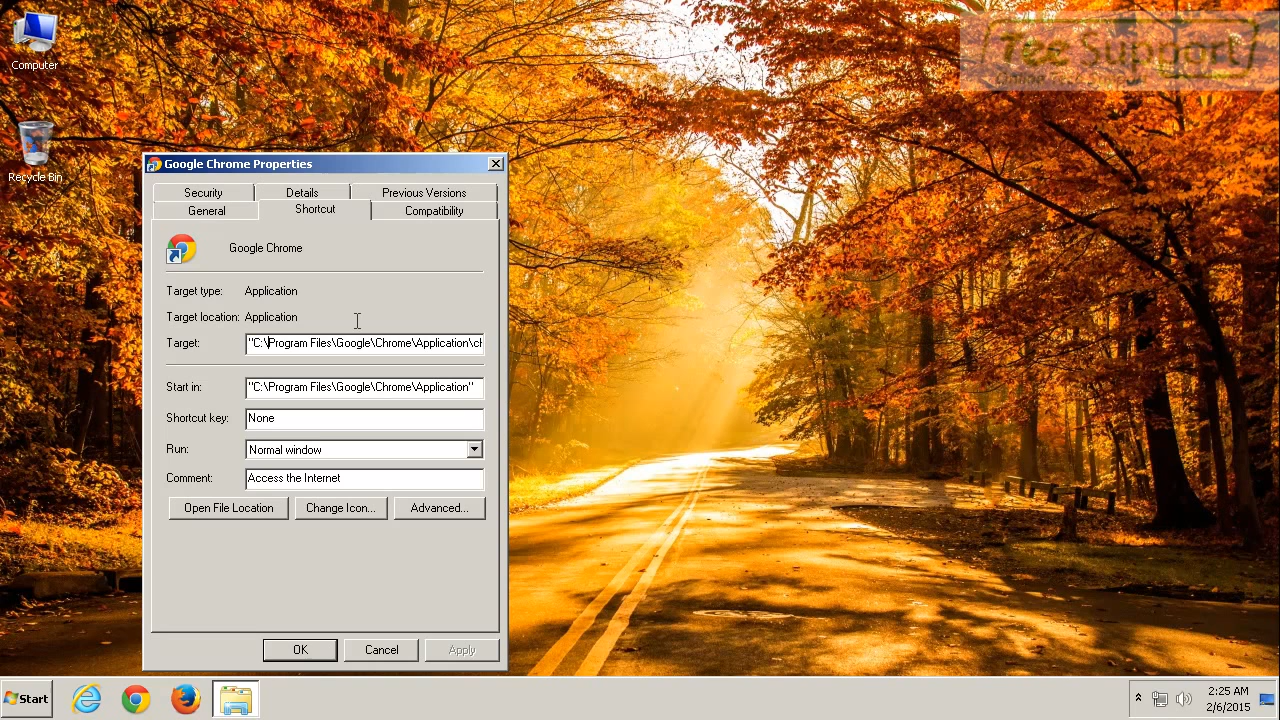 Computer
Recycle Bin
Tee Support
Google Chrome Properties
Security Details Previous Versions
General Shortcut Compatibility
Google Chrome
Target type: Application
Target location: Application
Target: "C:\Program Files\Google\Chrome\Application\ch
Start in: "C:\Program Files\Google\Chrome\Application"
Shortcut key: None
Run: Normal window
Comment: Access the Internet
Open File Location Change Icon... Advanced...
OK Cancel Apply
Start
2:25 AM
2/6/2015